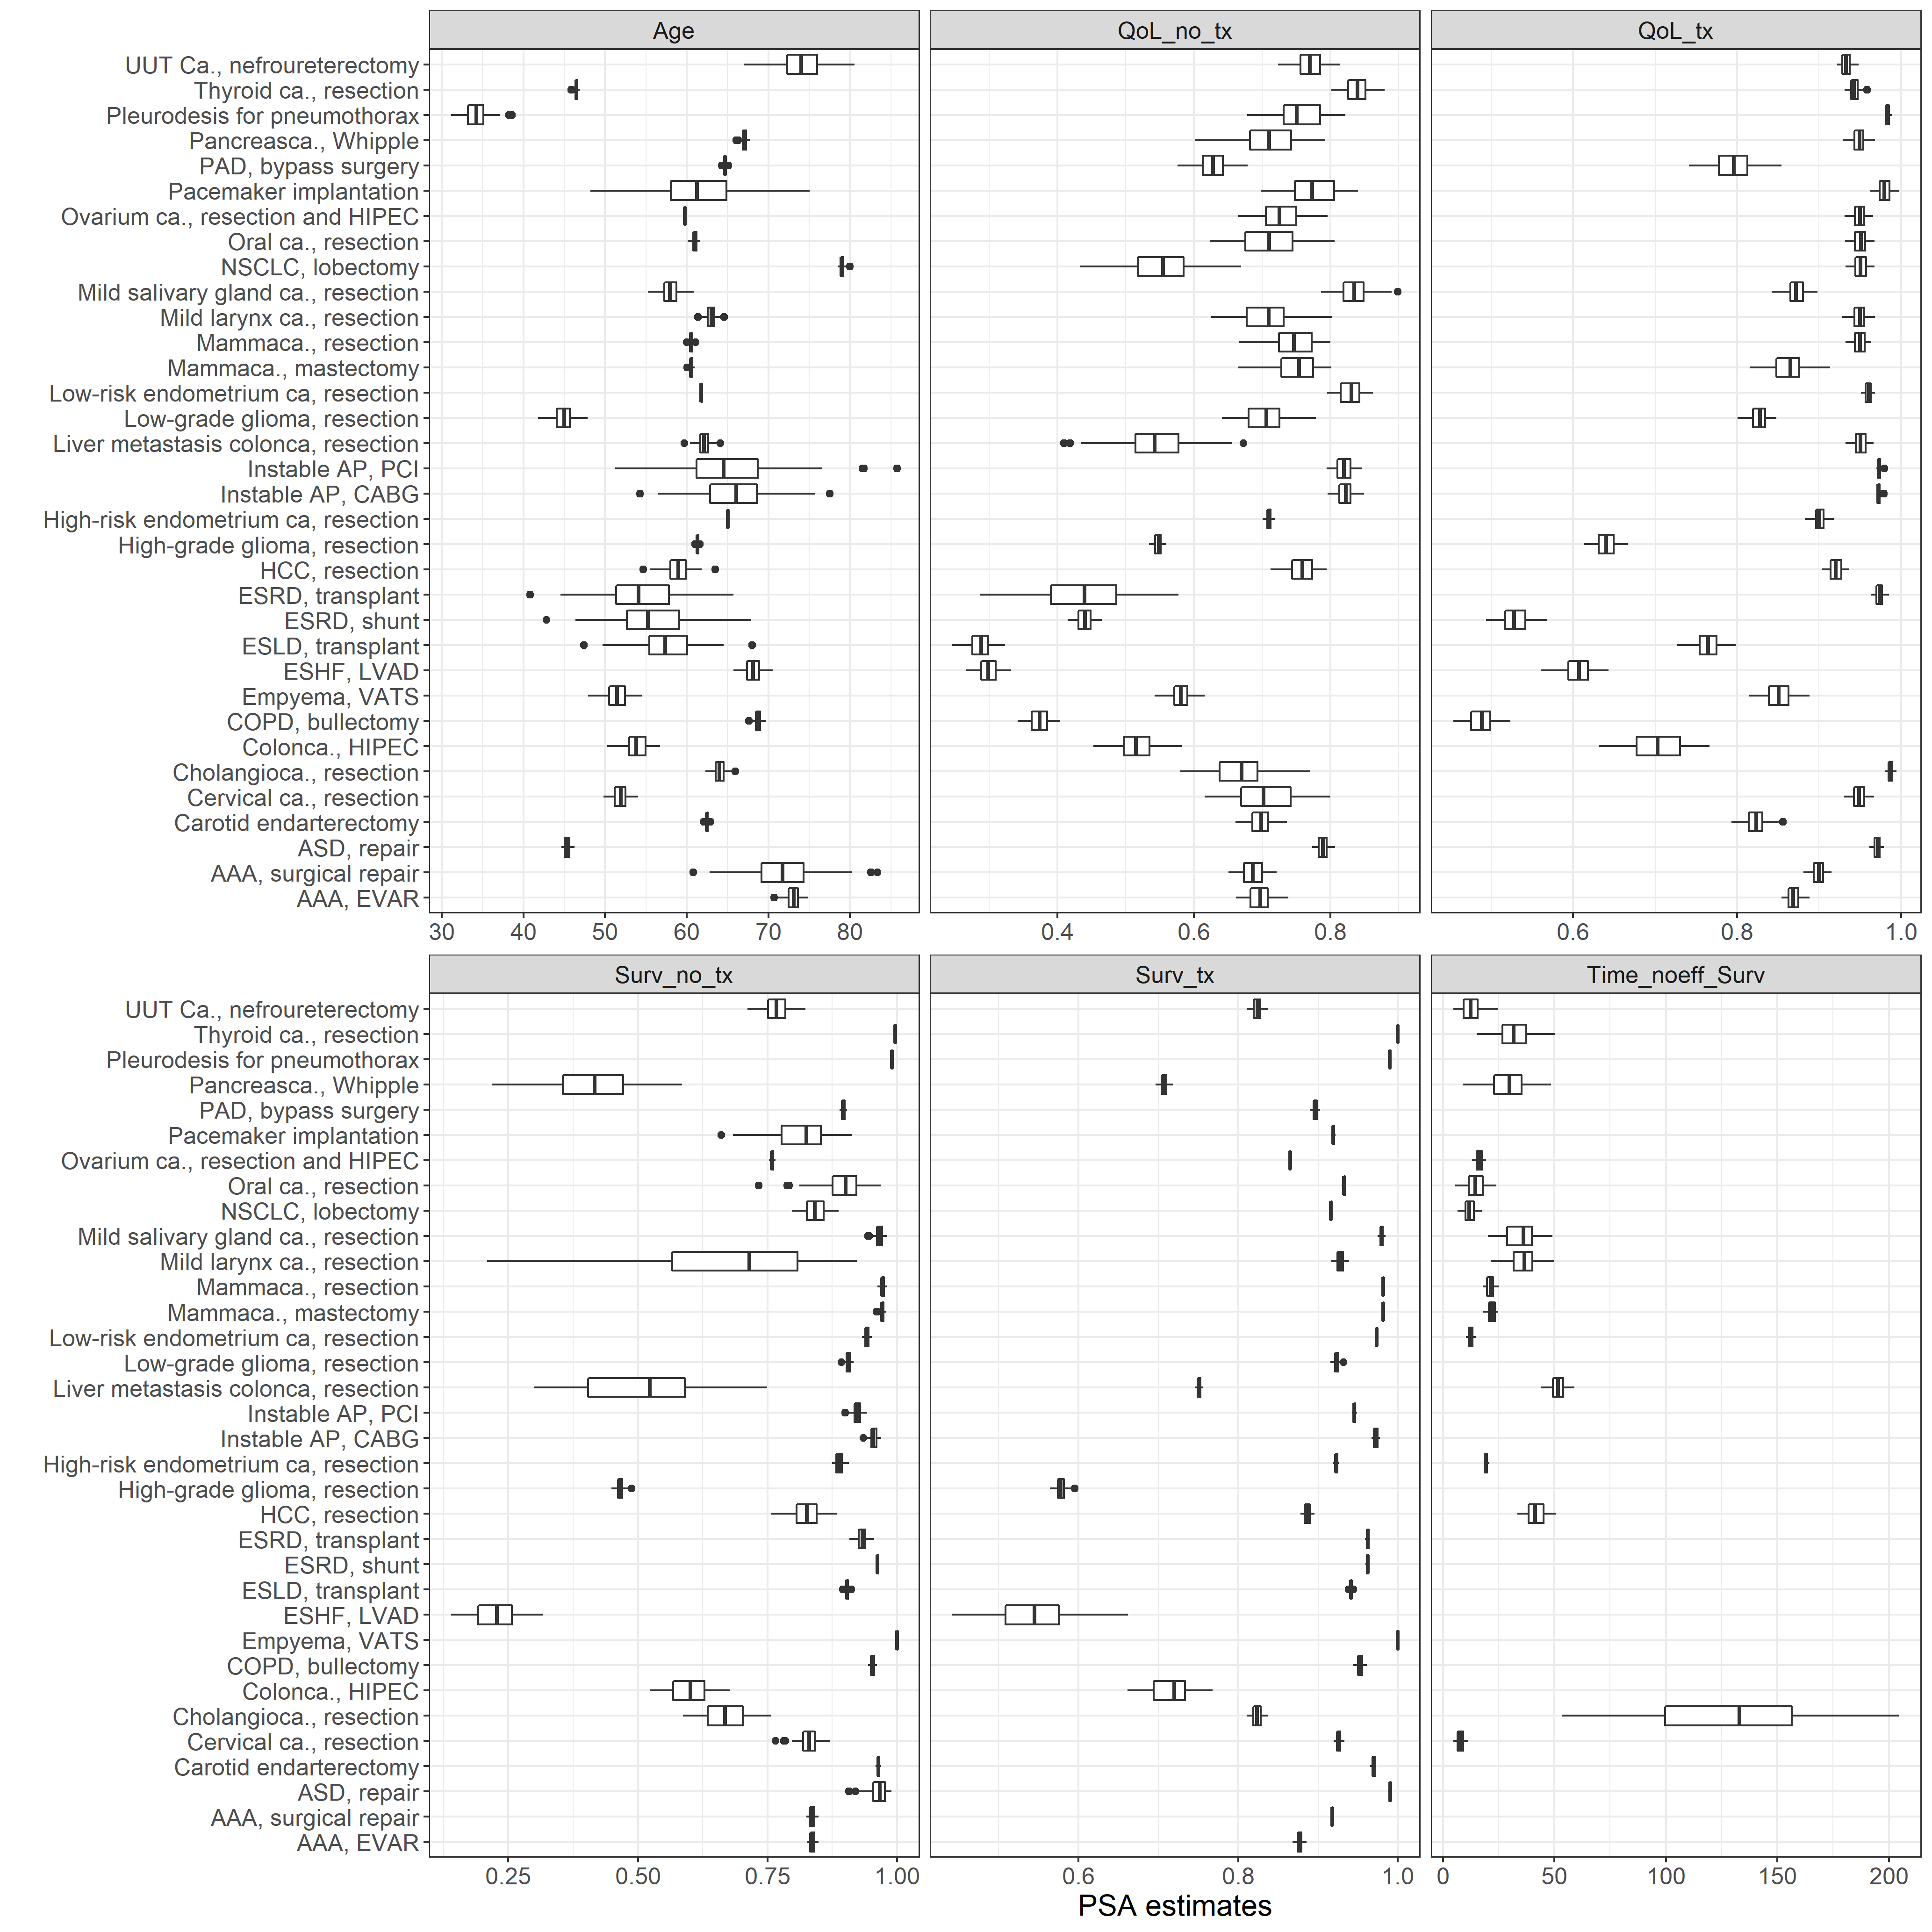 Age
QoL_no_tx
QoL_tx
UUT Ca., nefroureterectomy
Thyroid ca., resection
Pleurodesis for pneumothorax
Pancreasca., Whipple
PAD, bypass surgery
Pacemaker implantation
Ovarium ca., resection and HIPEC
Oral ca., resection
NSCLC, lobectomy
Mild salivary gland ca., resection
Mild larynx ca., resection
Mammaca., resection
Mammaca., mastectomy
Low-risk endometrium ca, resection
Low-grade glioma, resection
Liver metastasis colonca, resection
Instable AP, PCI
Instable AP, CABG
High-risk endometrium ca, resection
High-grade glioma, resection
HCC, resection
ESRD, transplant
ESRD, shunt
ESLD, transplant
ESHF, LVAD
Empyema, VATS
COPD, bullectomy
Colonca., HIPEC
Cholangioca., resection
Cervical ca., resection
Carotid endarterectomy
ASD, repair
AAA, surgical repair
AAA, EVAR
30 40 50 60 70 80
0.4 0.6 0.8
0.6 0.8 1.0
Surv_no_tx
Surv_tx
Time_noeff_Surv
UUT Ca., nefroureterectomy
Thyroid ca., resection
Pleurodesis for pneumothorax
Pancreasca., Whipple
PAD, bypass surgery
Pacemaker implantation
Ovarium ca., resection and HIPEC
Oral ca., resection
NSCLC, lobectomy
Mild salivary gland ca., resection
Mild larynx ca., resection
Mammaca., resection
Mammaca., mastectomy
Low-risk endometrium ca, resection
Low-grade glioma, resection
Liver metastasis colonca, resection
Instable AP, PCI
Instable AP, CABG
High-risk endometrium ca, resection
High-grade glioma, resection
HCC, resection
ESRD, transplant
ESRD, shunt
ESLD, transplant
ESHF, LVAD
Empyema, VATS
COPD, bullectomy
Colonca., HIPEC
Cholangioca., resection
Cervical ca., resection
Carotid endarterectomy
ASD, repair
AAA, surgical repair
AAA, EVAR
0.25 0.50 0.75 1.00
0.6 0.8 1.0
0 50 100 150 200
PSA estimates